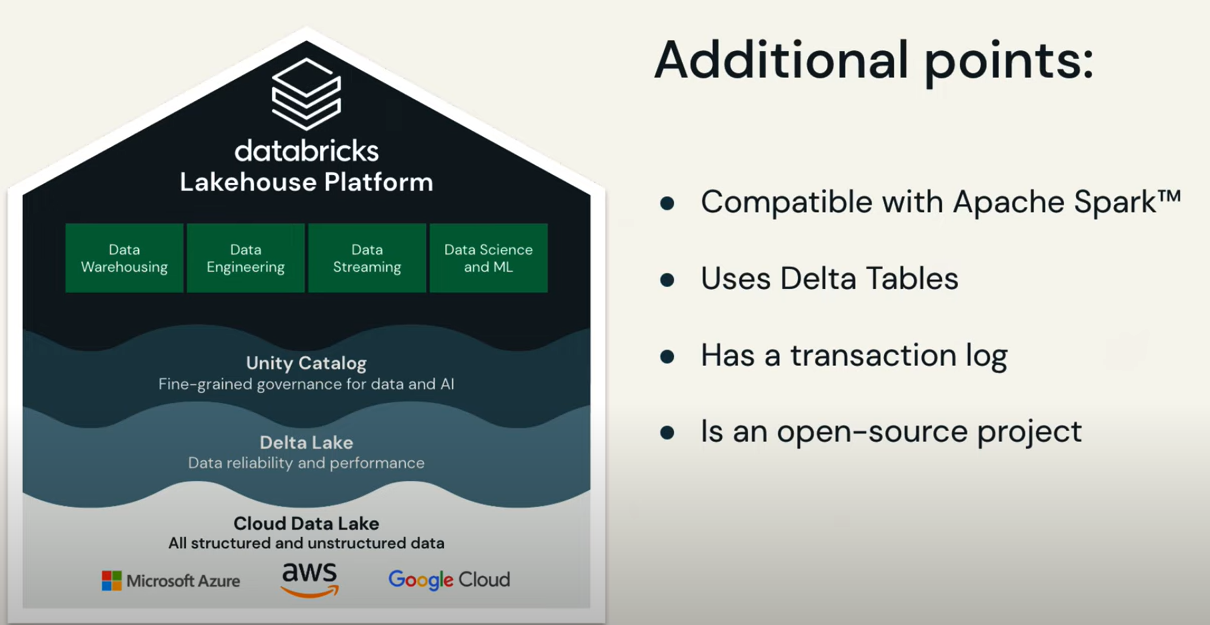 databricks
Lakehouse Platform
Data
Warehousing
Data
Engineering
Data
Streaming
Data Science
and ML
Unity Catalog
Fine-grained governance for data and AI
Delta Lake
Data reliability and performance
Cloud Data Lake
All structured and unstructured data
Microsoft Azure
aws
Google Cloud
Additional points:
• Compatible with Apache Spark™
• Uses Delta Tables
• Has a transaction log
• Is an open-source project